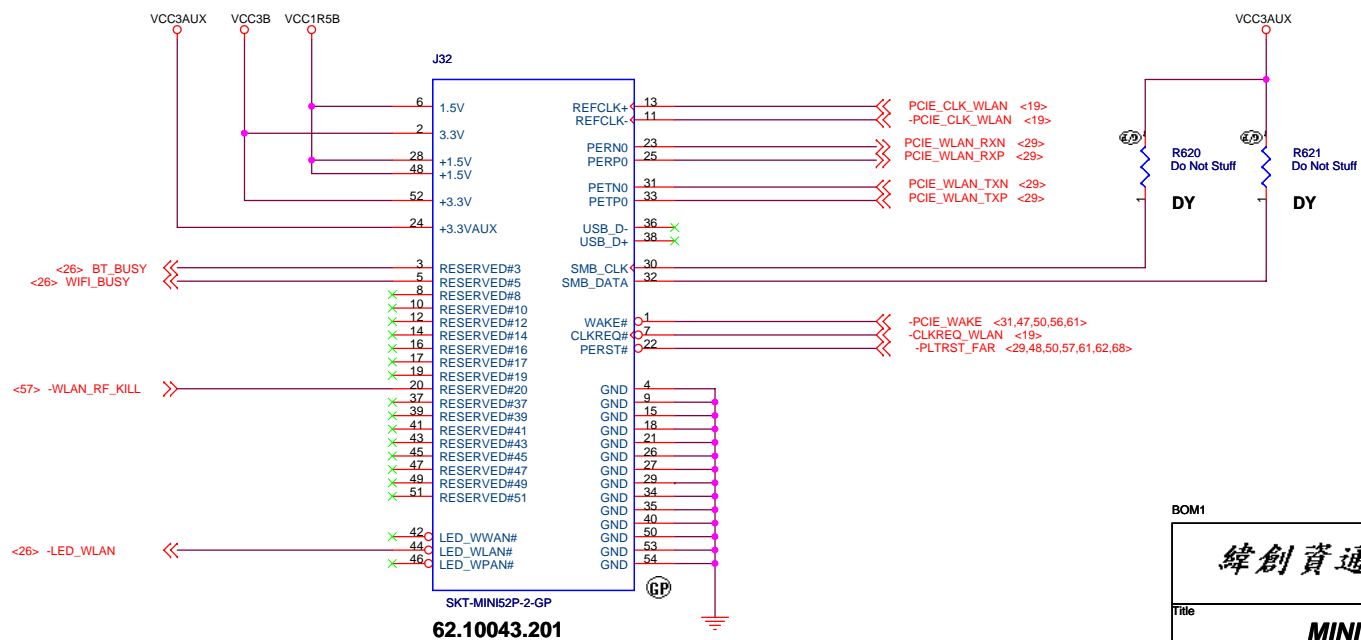 VCC3AUX VCC3B VCC1R5B VCC3AUX
J32
6 1.5V REFCLK+ 13 PCIE_CLK_WLAN <19>
REFCLK- 11 -PCIE_CLK_WLAN <19>
2 3.3V
PERN0 23 PCIE_WLAN_RXN <29>
28 +1.5V PERP0 25 PCIE_WLAN_RXP <29>
48 +1.5V
R620 Do Not Stuff
R621 Do Not Stuff
PETN0 31 PCIE_WLAN_TXN <29>
52 +3.3V PETP0 33 PCIE_WLAN_TXP <29>
1 DY 1 DY
24 +3.3VAUX USB_D- 36
USB_D+ 38
<26> BT_BUSY 3 RESERVED#3 SMB_CLK 30
<26> WIFI_BUSY 5 RESERVED#5 SMB_DATA 32
8 RESERVED#8
10 RESERVED#10
12 RESERVED#12 WAKE# 1 -PCIE_WAKE <31,47,50,56,61>
14 RESERVED#14 CLKREQ# 7 -CLKREQ_WLAN <19>
16 RESERVED#16 PERST# 22 -PLTRST_FAR <29,48,50,57,61,62,68>
17 RESERVED#17
19 RESERVED#19
<57> -WLAN_RF_KILL 20 RESERVED#20 GND 4
37 RESERVED#37 GND 9
39 RESERVED#39 GND 15
41 RESERVED#41 GND 18
43 RESERVED#43 GND 21
45 RESERVED#45 GND 26
47 RESERVED#47 GND 27
49 RESERVED#49 GND 29
51 RESERVED#51 GND 34
GND 35
GND 40
42 LED_WWAN# GND 50
<26> -LED_WLAN 44 LED_WLAN# GND 53
46 LED_WPAN# GND 54
GP
SKT-MINI52P-2-GP
62.10043.201
BOM1
緯創資通
Title
MINI